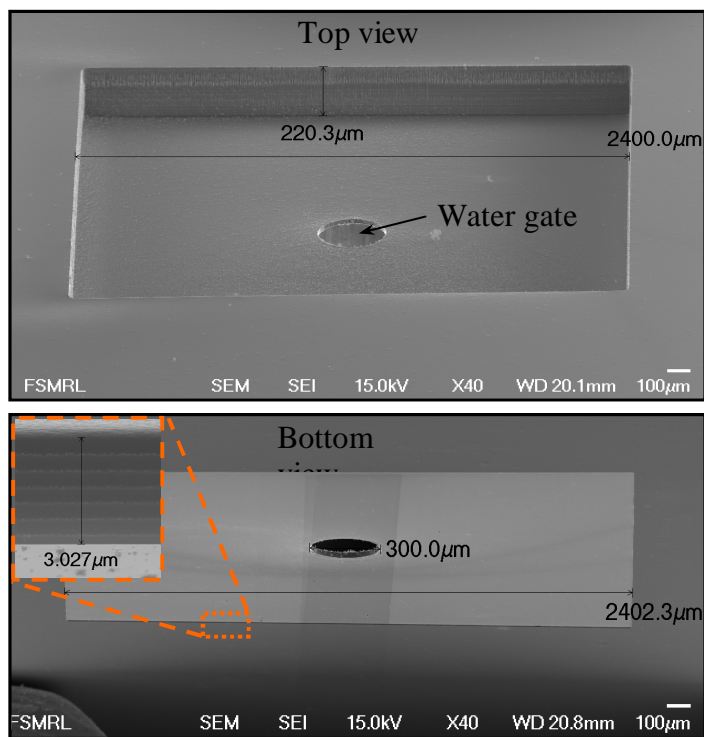 Top view
220.3µm
2400.0µm
Water gate
FSMRL SEM SEI 15.0kV X40 WD 20.1mm 100µm
Bottom
view
300.0µm
3.027µm
2402.3µm
FSMRL SEM SEI 15.0kV X40 WD 20.8mm 100µm